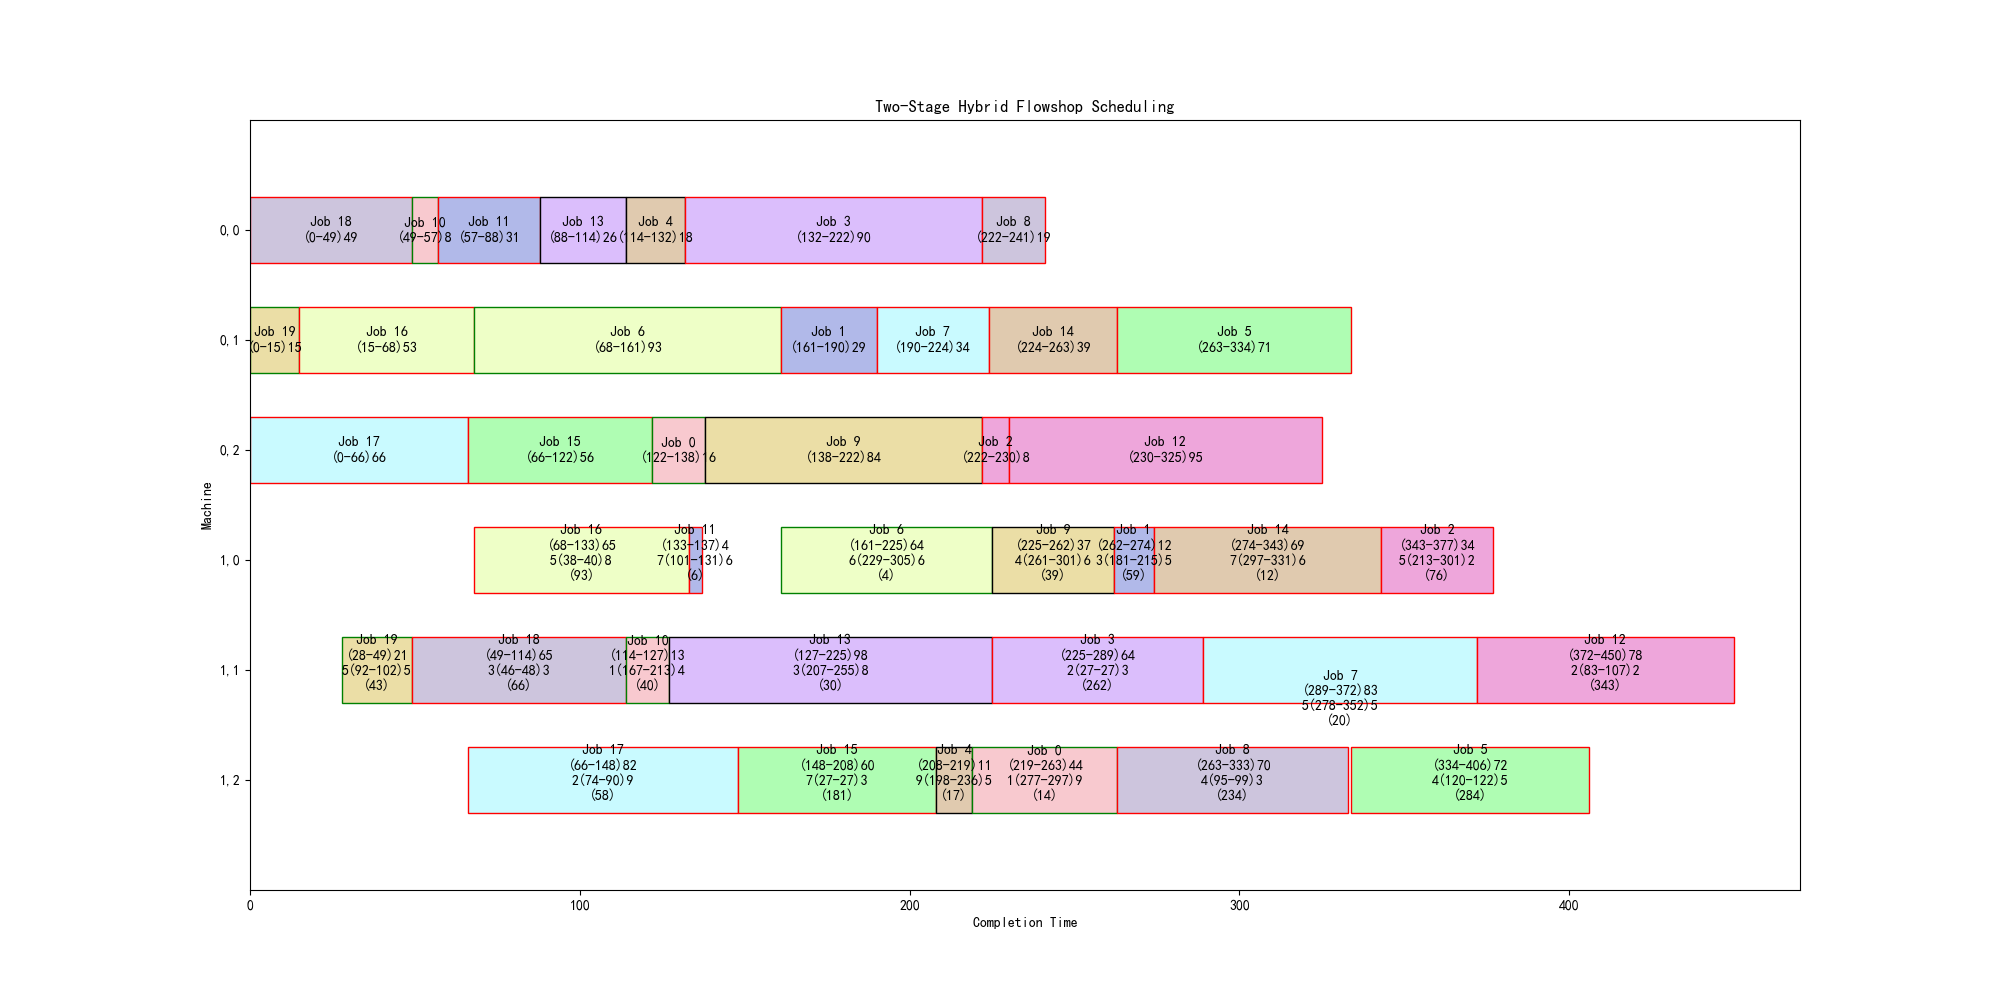 Two-Stage Hybrid Flowshop Scheduling
0,0
Job 18
(0-49)49
Job 10
(49-57)8
Job 11
(57-88)31
Job 13
(88-114)26
Job 4
(114-132)18
Job 3
(132-222)90
Job 8
(222-241)19
0,1
Job 19
(0-15)15
Job 16
(15-68)53
Job 6
(68-161)93
Job 1
(161-190)29
Job 7
(190-224)34
Job 14
(224-263)39
Job 5
(263-334)71
0,2
Job 17
(0-66)66
Job 15
(66-122)56
Job 0
(122-138)16
Job 9
(138-222)84
Job 2
(222-230)8
Job 12
(230-325)95
Machine
1,0
Job 16
(68-133)65
5(38-40)8
(93)
Job 11
(133-137)4
7(101-131)6
(6)
Job 6
(161-225)64
6(229-305)6
(4)
Job 9
(225-262)37
4(261-301)6
(39)
Job 1
(262-274)12
3(181-215)5
(59)
Job 14
(274-343)69
7(297-331)6
(12)
Job 2
(343-377)34
5(213-301)2
(76)
1,1
Job 19
(28-49)21
5(92-102)5
(43)
Job 18
(49-114)65
3(46-48)3
(66)
Job 10
(114-127)13
1(167-213)4
(40)
Job 13
(127-225)98
3(207-255)8
(30)
Job 3
(225-289)64
2(27-27)3
(262)
Job 7
(289-372)83
5(278-352)5
(20)
Job 12
(372-450)78
2(83-107)2
(343)
1,2
Job 17
(66-148)82
2(74-90)9
(58)
Job 15
(148-208)60
7(27-27)3
(181)
Job 4
(208-219)11
9(198-236)5
(17)
Job 0
(219-263)44
1(277-297)9
(14)
Job 8
(263-333)70
4(95-99)3
(234)
Job 5
(334-406)72
4(120-122)5
(284)
0
100
200
300
400
Completion Time